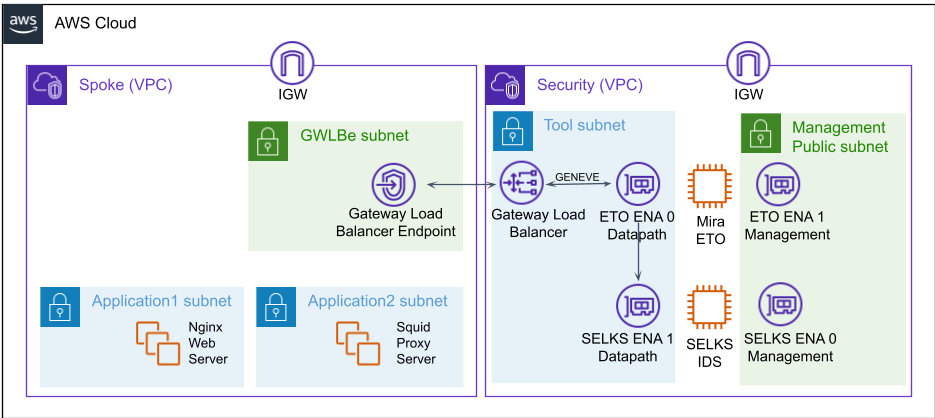 aws
AWS Cloud
IGW
IGW
Spoke (VPC)
Security (VPC)
GWLBe subnet
Gateway Load
Balancer Endpoint
Application1 subnet
Nginx
Web
Server
Application2 subnet
Squid
Proxy
Server
Tool subnet
Gateway Load
Balancer
GENEVE
ETO ENA 0
Datapath
Mira
ETO
Management
Public subnet
ETO ENA 1
Management
SELKS ENA 1
Datapath
SELKS
IDS
SELKS ENA 0
Management